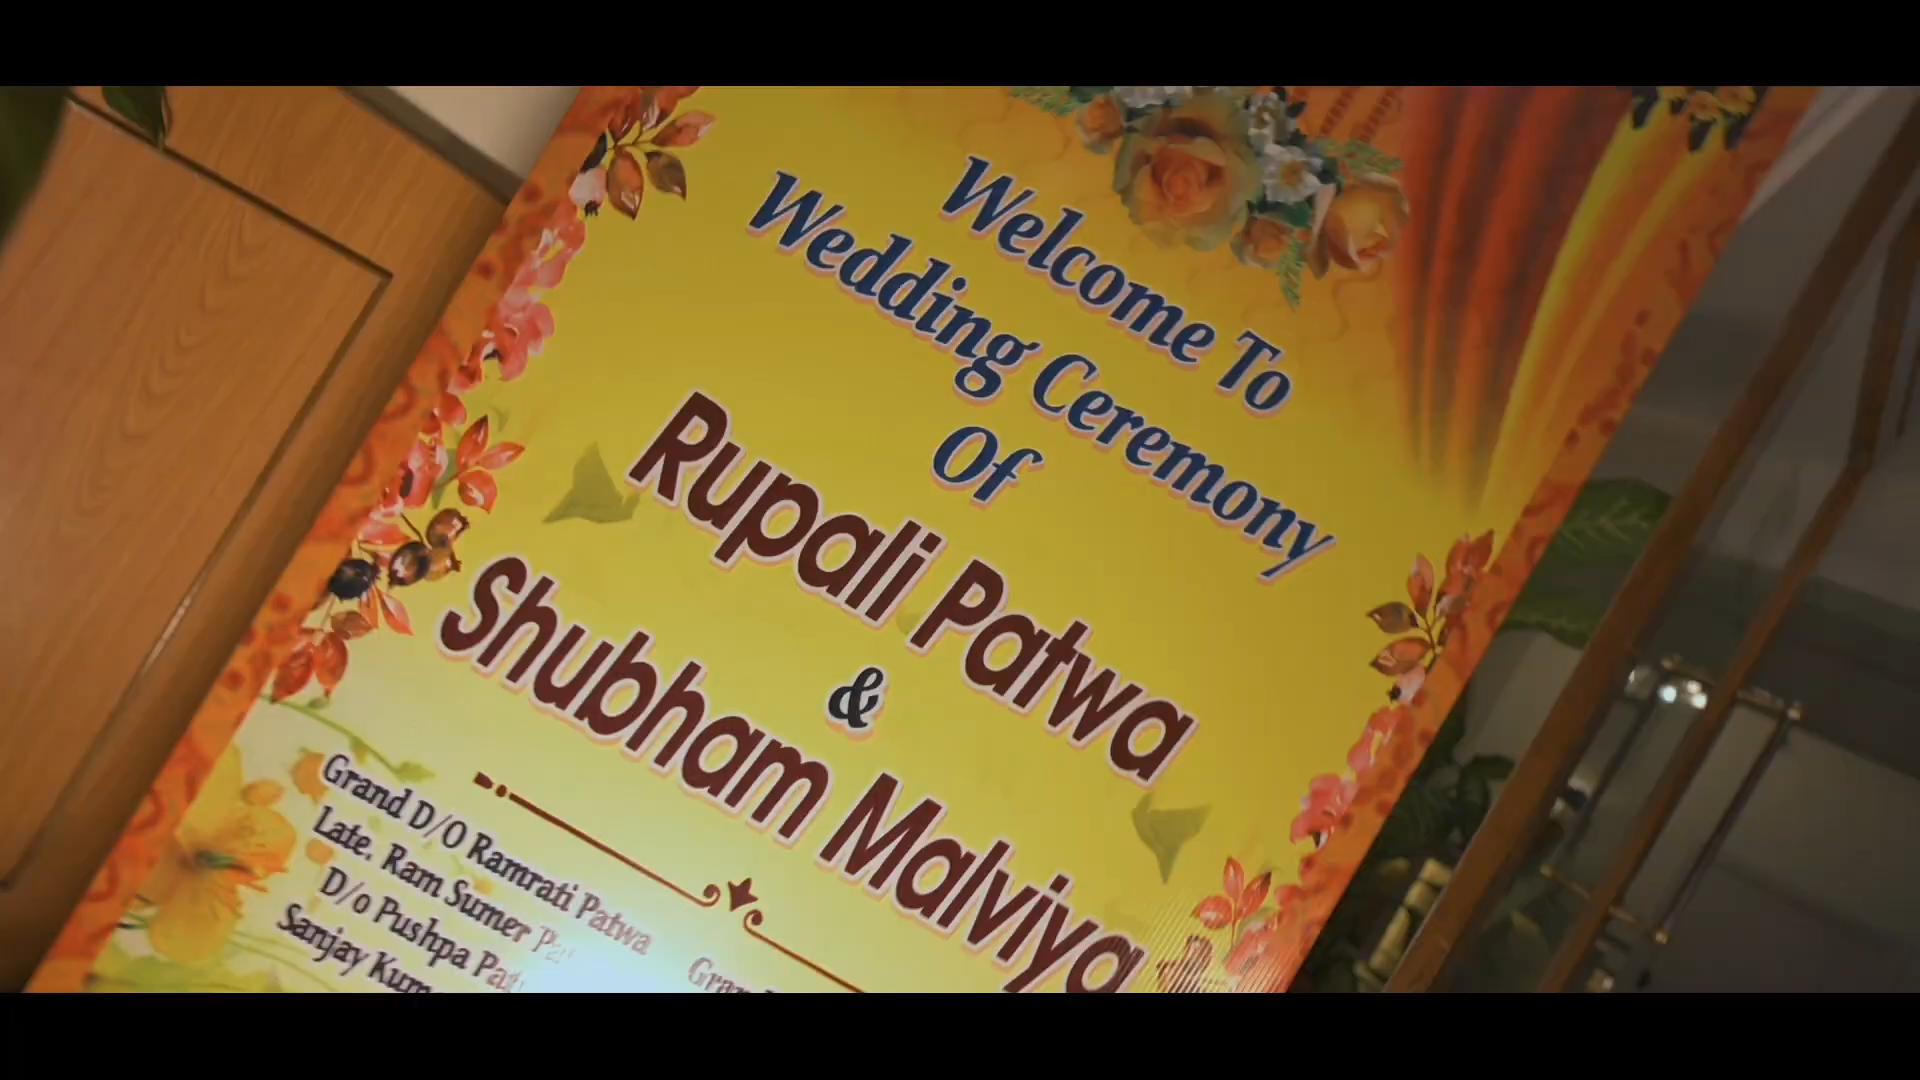 Welcome To
Wedding Ceremony
Of
Rupali Patwa
&
Shubham Malviya
Grand D/O Ramrati Patwa
Late. Ram Sumer
D/o Pushpa
Sanjay